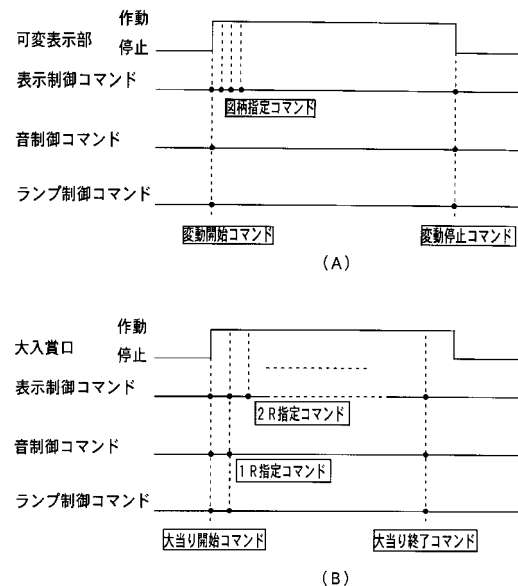 作動
可変表示部
停止
表示制御コマンド
図柄指定コマンド
音制御コマンド
ランプ制御コマンド
変動開始コマンド
変動停止コマンド
(A)
作動
大入賞口
停止
表示制御コマンド
2R指定コマンド
音制御コマンド
1R指定コマンド
ランプ制御コマンド
大当り開始コマンド
大当り終了コマンド
(B)